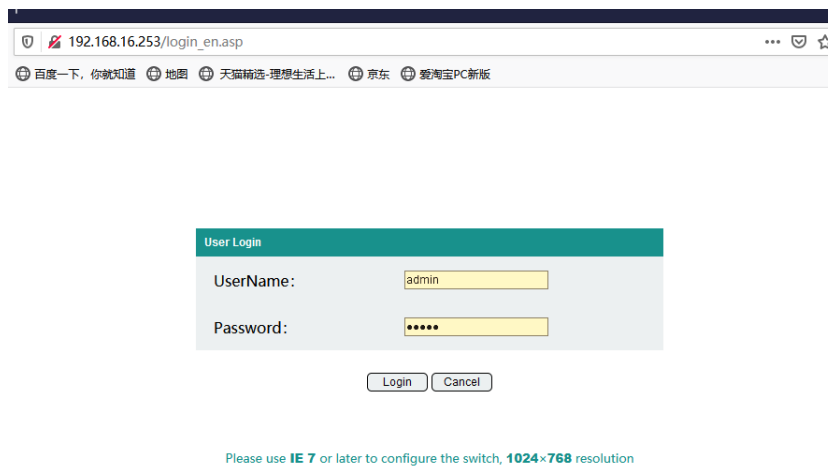 192.168.16.253/login_en.asp
百度一下，你就知道 地图 天猫精选-理想生活上... 京东 爱淘宝PC新版
User Login
UserName: admin
Password: •••••
Login Cancel
Please use IE 7 or later to configure the switch, 1024×768 resolution